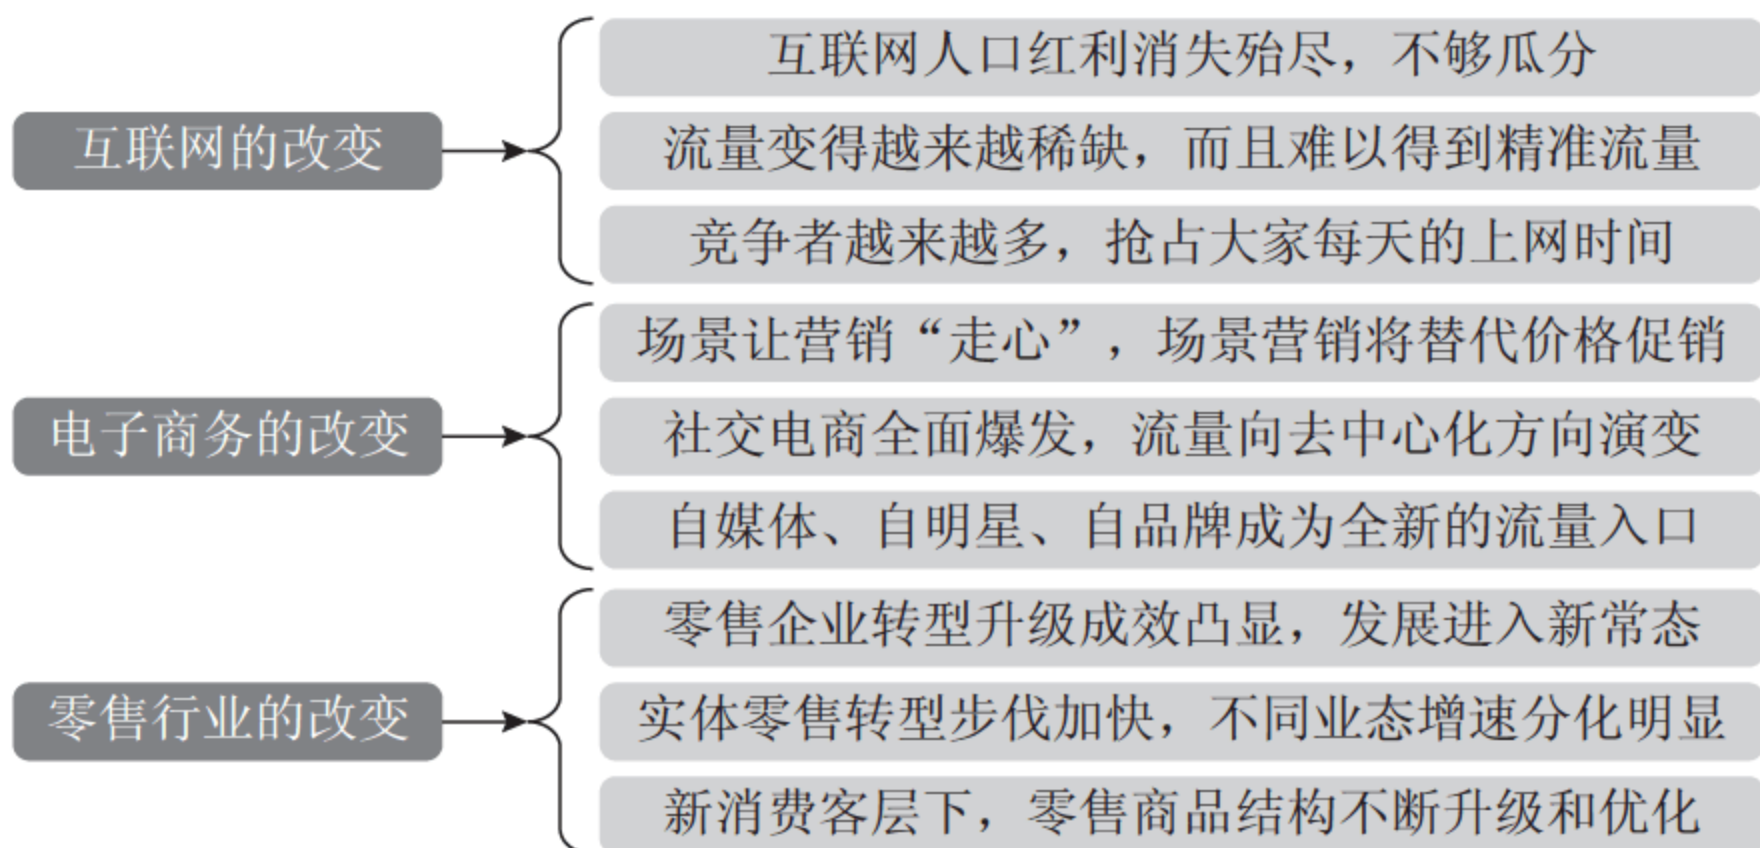 互联网的改变
互联网人口红利消失殆尽，不够瓜分
流量变得越来越稀缺，而且难以得到精准流量
竞争者越来越多，抢占大家每天的上网时间
电子商务的改变
场景让营销“走心”，场景营销将替代价格促销
社交电商全面爆发，流量向去中心化方向演变
自媒体、自明星、自品牌成为全新的流量入口
零售行业的改变
零售企业转型升级成效凸显，发展进入新常态
实体零售转型步伐加快，不同业态增速分化明显
新消费客层下，零售商品结构不断升级和优化